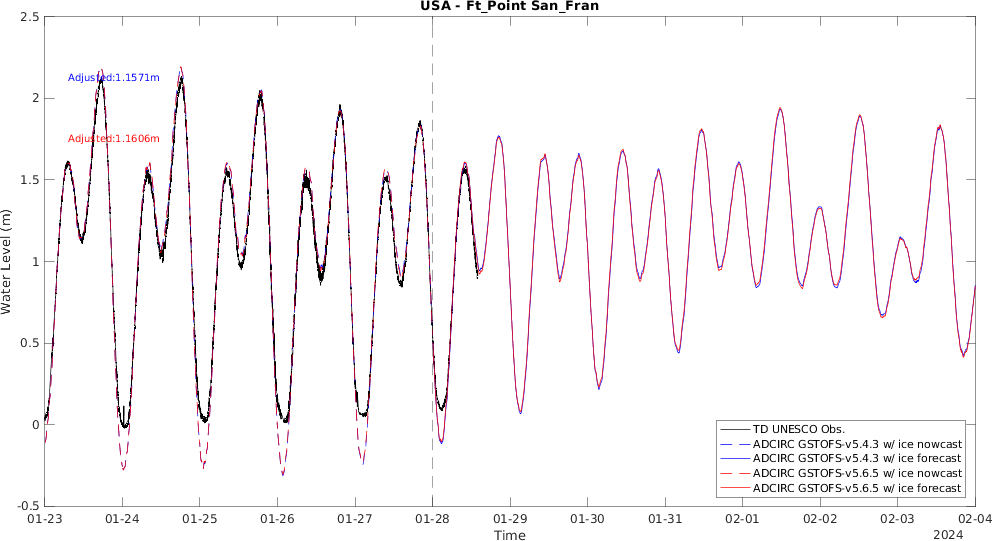 USA - Ft_Point San_Fran
2.5
2
1.5
1
0.5
0
-0.5
Water Level (m)
Adjusted:1.1571m
Adjusted:1.1606m
TD UNESCO Obs.
ADCIRC GSTOFS-v5.4.3 w/ ice nowcast
ADCIRC GSTOFS-v5.4.3 w/ ice forecast
ADCIRC GSTOFS-v5.6.5 w/ ice nowcast
ADCIRC GSTOFS-v5.6.5 w/ ice forecast
01-23 01-24 01-25 01-26 01-27 01-28 01-29 01-30 01-31 02-01 02-02 02-03 02-04
Time
2024